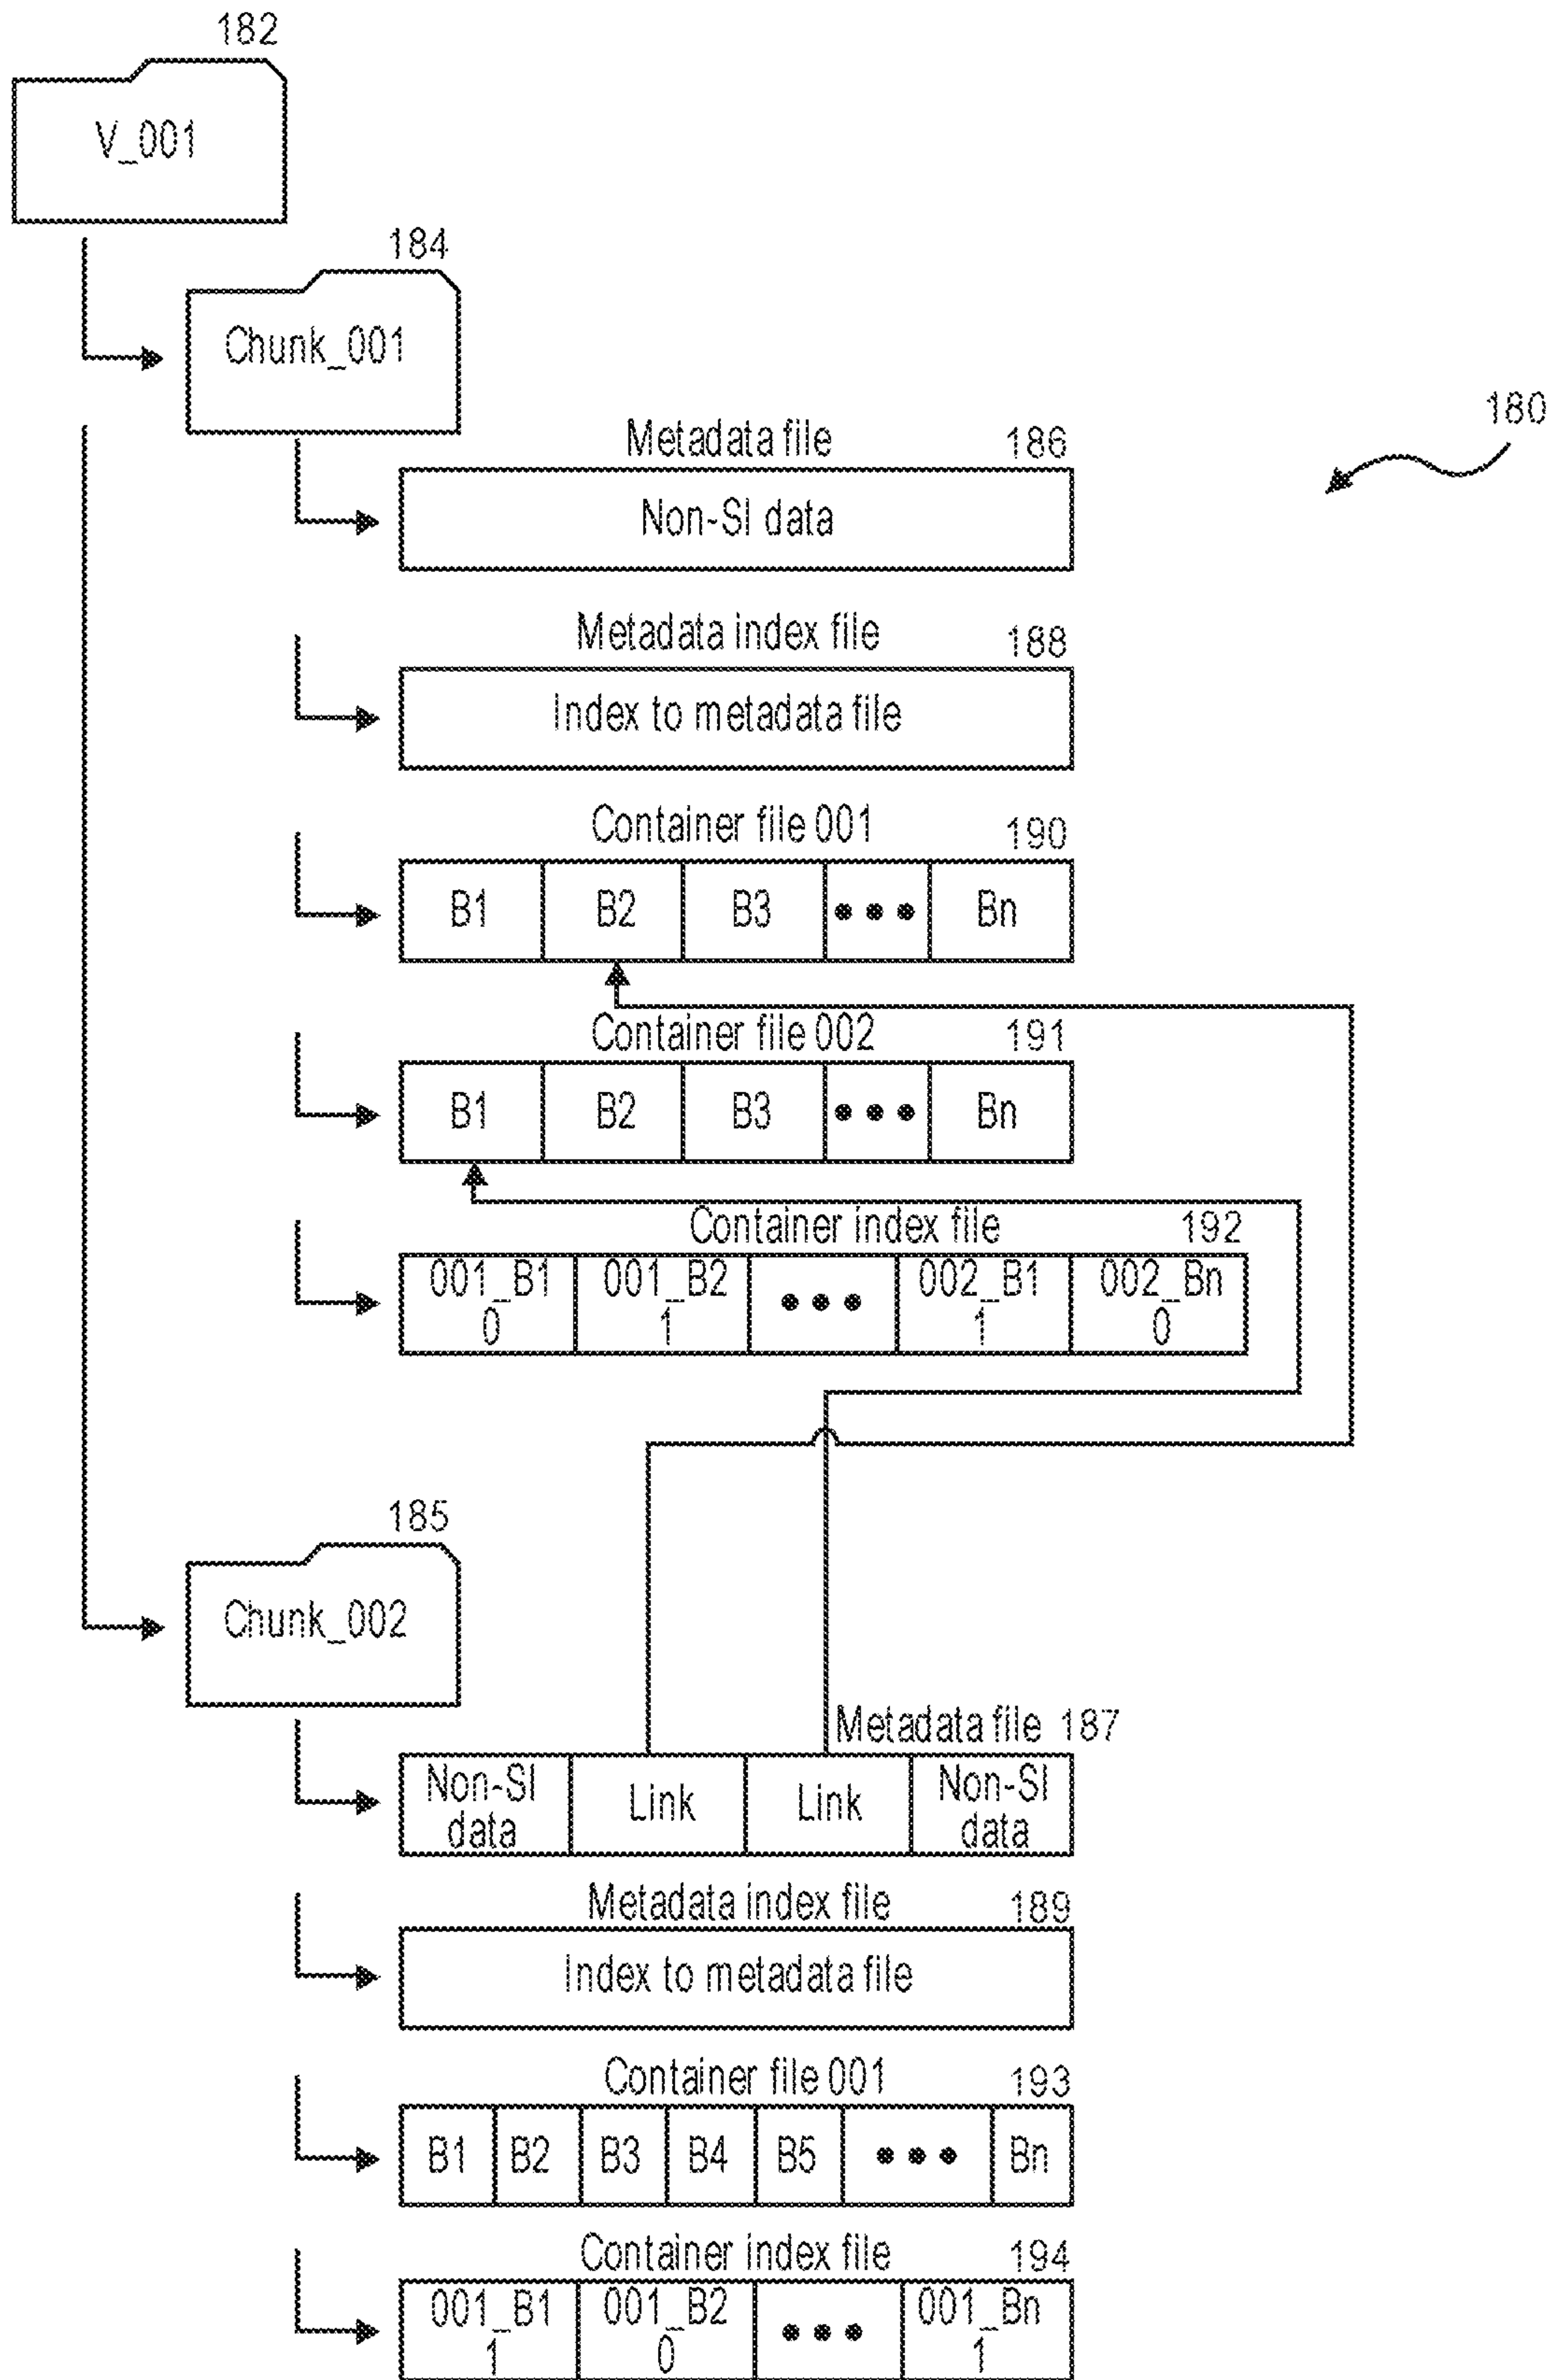 182
V_001
184
Chunk_001
180
Metadata file 186
Non-SI data
Metadata index file 188
Index to metadata file
Container file 001 190
B1 B2 B3 ••• Bn
Container file 002 191
B1 B2 B3 ••• Bn
Container index file 192
001_B1 001_B2 ••• 002_B1 002_Bn
0 1 1 0
185
Chunk_002
Metadata file 187
Non-SI Link Link Non-SI
data data
Metadata index file 189
Index to metadata file
Container file 001 193
B1 B2 B3 B4 B5 ••• Bn
Container index file 194
001_B1 001_B2 ••• 001_Bn
1 0 1